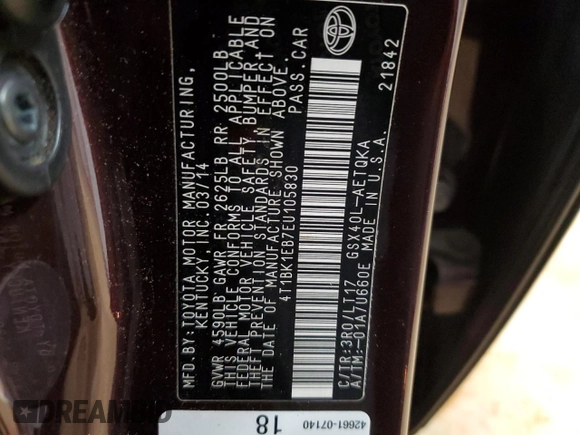 MFD. BY: TOYOTA MOTOR MANUFACTURING,
KENTUCKY, INC. 03/14
GVWR 4590LB GAWR FR 2625LB RR 2500LB
THIS VEHICLE CONFORMS TO ALL APPLICABLE
FEDERAL MOTOR VEHICLE SAFETY, BUMPER, AND
THEFT PREVENTION STANDARDS IN EFFECT ON
THE DATE OF MANUFACTURE SHOWN ABOVE.
4T1BK1EB7EU105830 PASS. CAR
C/TR:3R0/LT17 GSX40L-AETQKA
A/TM:-01A/U660E MADE IN U.S.A.
21842
42661-07140
18